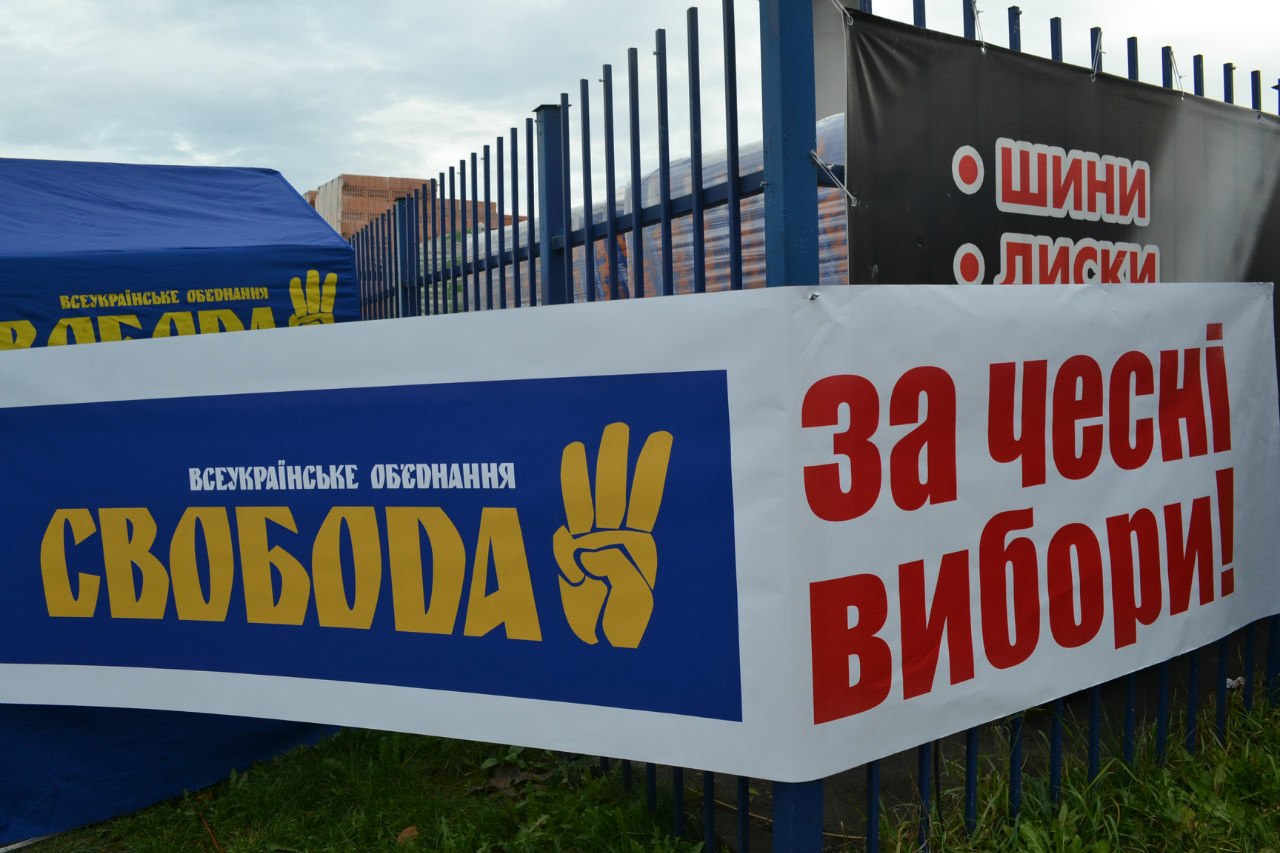 ШИНИ
ДИСКИ
ВСЕУКРАЇНСЬКЕ ОБ'ЄДНАННЯ
СВОБОДА
ВСЕУКРАЇНСЬКЕ ОБ'ЄДНАННЯ
СВОБОДА
за чесні
вибори!